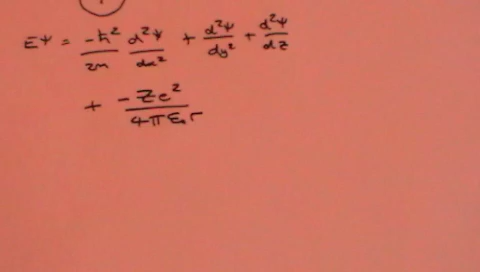 Eψ = -ħ²/2m d²ψ/dx² + d²ψ/dy² + d²ψ/dz
+ -Ze²/4πε₀r